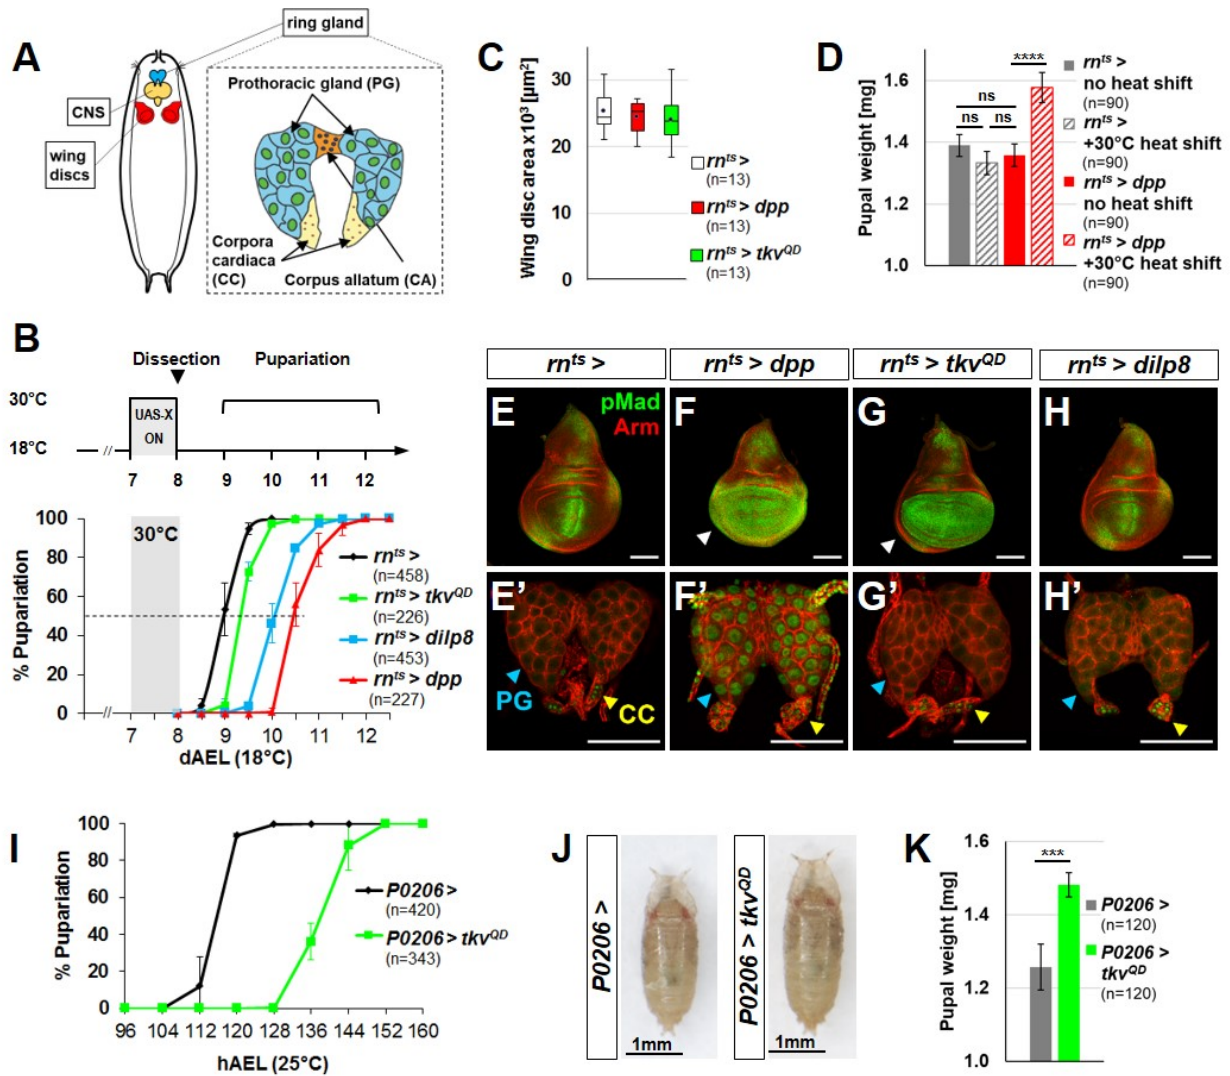 A
ring gland
CNS
wing
discs
Prothoracic gland (PG)
Corpora
cardiaca
(CC)
Corpus allatum (CA)
C
Wing disc area x10³ [µm²]
30
20
10
0
rnᵗˢ >
(n=13)
rnᵗˢ > dpp
(n=13)
rnᵗˢ > tkvQD
(n=13)
D
Pupal weight [mg]
1.6
1.4
1.2
1.0
****
ns
ns
ns
rnᵗˢ >
no heat shift
(n=90)
rnᵗˢ >
+30°C heat shift
(n=90)
rnᵗˢ > dpp
no heat shift
(n=90)
rnᵗˢ > dpp
+30°C heat shift
(n=90)
B
Dissection
Pupariation
30°C
18°C
UAS-X
ON
//
7 8 9 10 11 12
% Pupariation
100
80
60
40
20
0
30°C
rnᵗˢ >
(n=458)
rnᵗˢ > tkvQD
(n=226)
rnᵗˢ > dilp8
(n=453)
rnᵗˢ > dpp
(n=227)
//
7 8 9 10 11 12
dAEL (18°C)
rnᵗˢ >
rnᵗˢ > dpp
rnᵗˢ > tkvQD
rnᵗˢ > dilp8
E
pMad
Arm
F
G
H
E'
PG
CC
F'
G'
H'
I
% Pupariation
100
80
60
40
20
0
P0206 >
(n=420)
P0206 > tkvQD
(n=343)
96 104 112 120 128 136 144 152 160
hAEL (25°C)
J
P0206 >
1mm
P0206 > tkvQD
1mm
K
Pupal weight [mg]
1.6
1.4
1.2
1.0
***
P0206 >
(n=120)
P0206 >
tkvQD
(n=120)